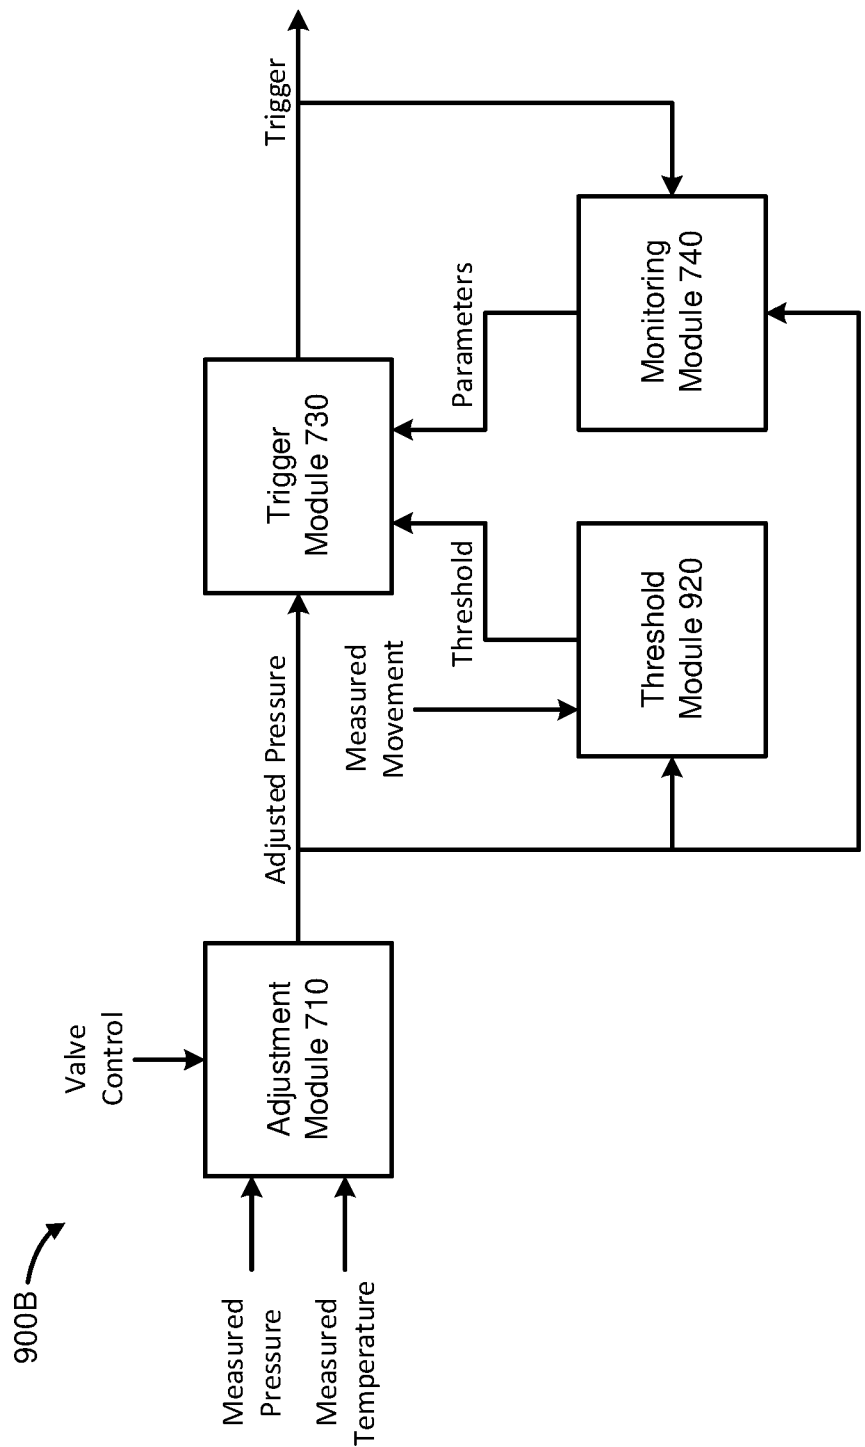 900B
Valve
Control
Measured
Pressure
Measured
Temperature
Adjustment
Module 710
Adjusted Pressure
Trigger
Module 730
Trigger
Measured
Movement
Threshold
Parameters
Threshold
Module 920
Monitoring
Module 740